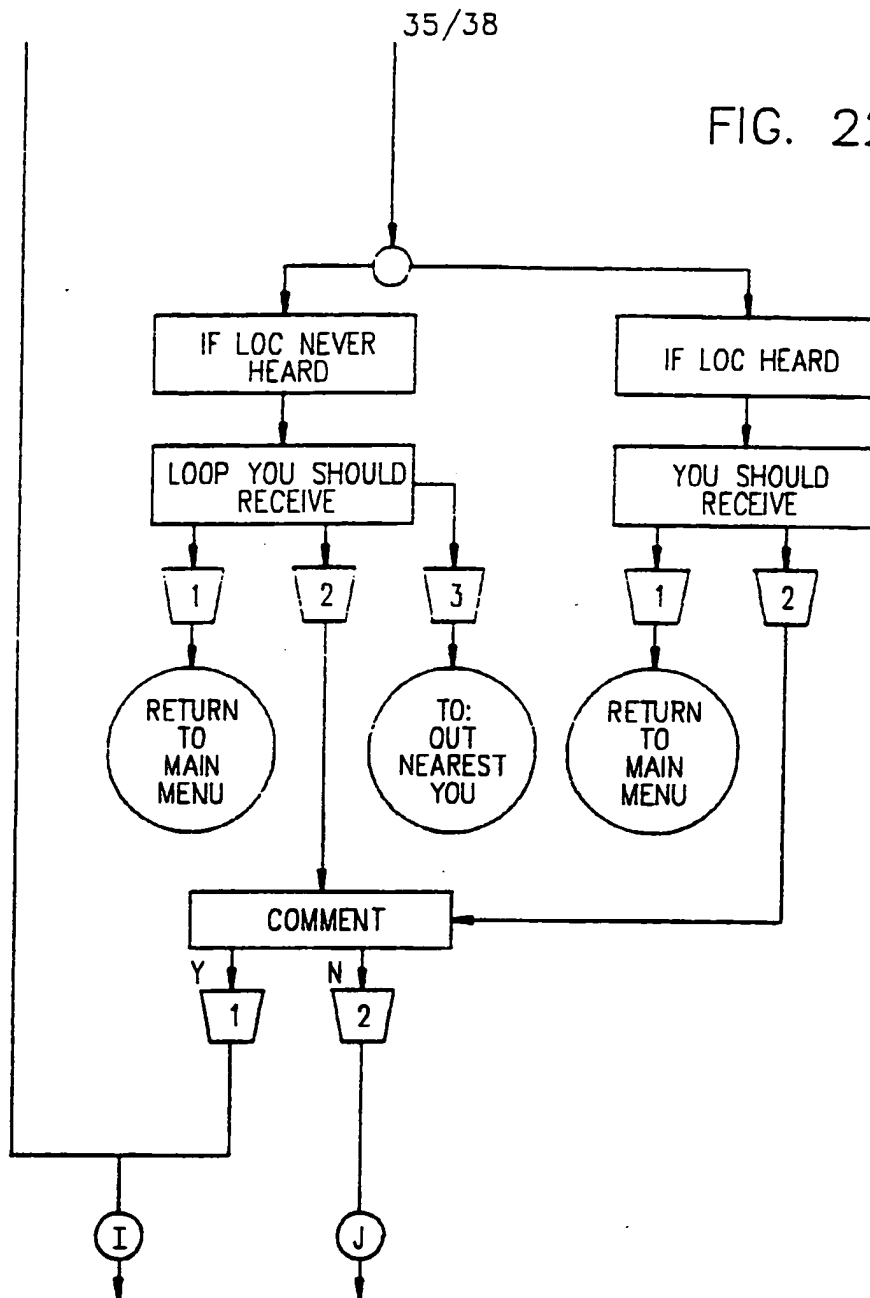 35/38
FIG. 22
IF LOC NEVER
HEARD
IF LOC HEARD
LOOP YOU SHOULD
RECEIVE
YOU SHOULD
RECEIVE
1
2
3
1
2
RETURN
TO
MAIN
MENU
TO:
OUT
NEAREST
YOU
RETURN
TO
MAIN
MENU
COMMENT
Y
N
1
2
I
J